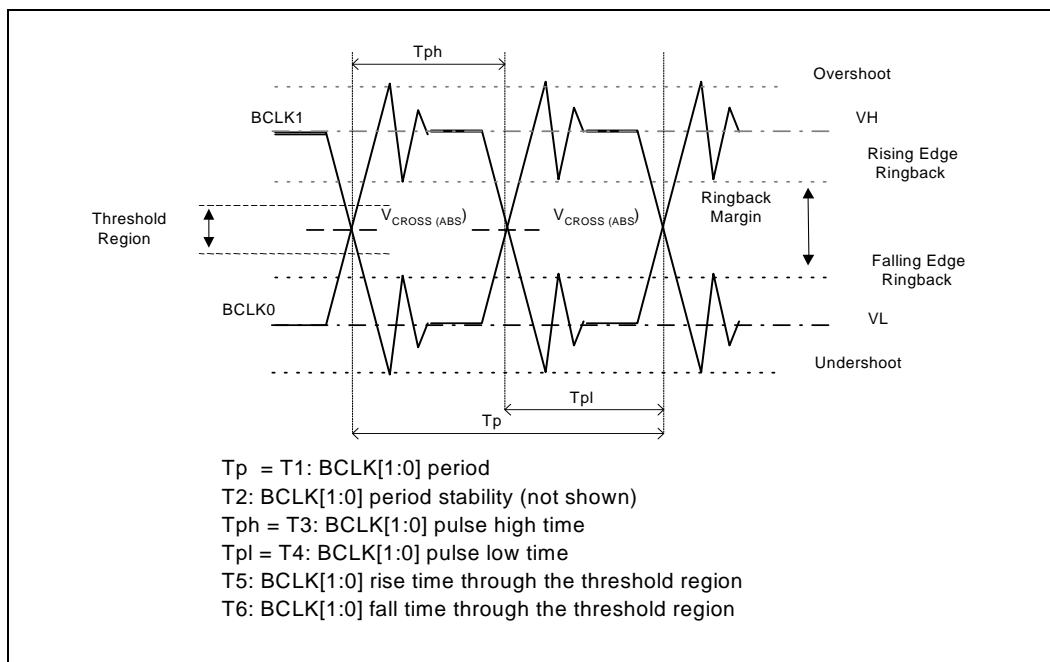 Tph
Overshoot
BCLK1
VH
Rising Edge
Ringback
Threshold
Region
VCROSS (ABS)
VCROSS (ABS)
Ringback
Margin
Falling Edge
Ringback
BCLK0
VL
Undershoot
Tpl
Tp
Tp = T1: BCLK[1:0] period
T2: BCLK[1:0] period stability (not shown)
Tph = T3: BCLK[1:0] pulse high time
Tpl = T4: BCLK[1:0] pulse low time
T5: BCLK[1:0] rise time through the threshold region
T6: BCLK[1:0] fall time through the threshold region